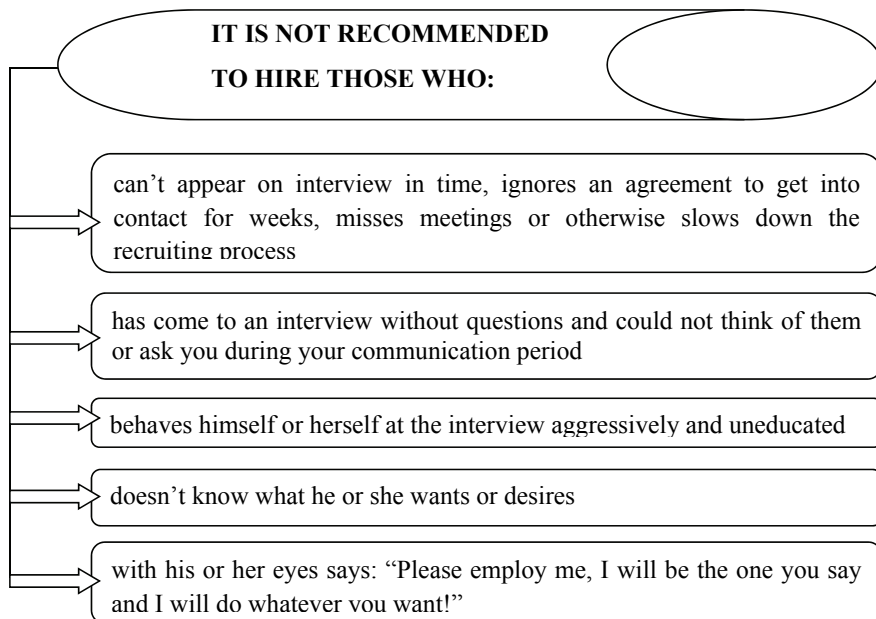 IT IS NOT RECOMMENDED
TO HIRE THOSE WHO:
can’t appear on interview in time, ignores an agreement to get into
contact for weeks, misses meetings or otherwise slows down the
recruiting process
has come to an interview without questions and could not think of them
or ask you during your communication period
behaves himself or herself at the interview aggressively and uneducated
doesn’t know what he or she wants or desires
with his or her eyes says: “Please employ me, I will be the one you say
and I will do whatever you want!”